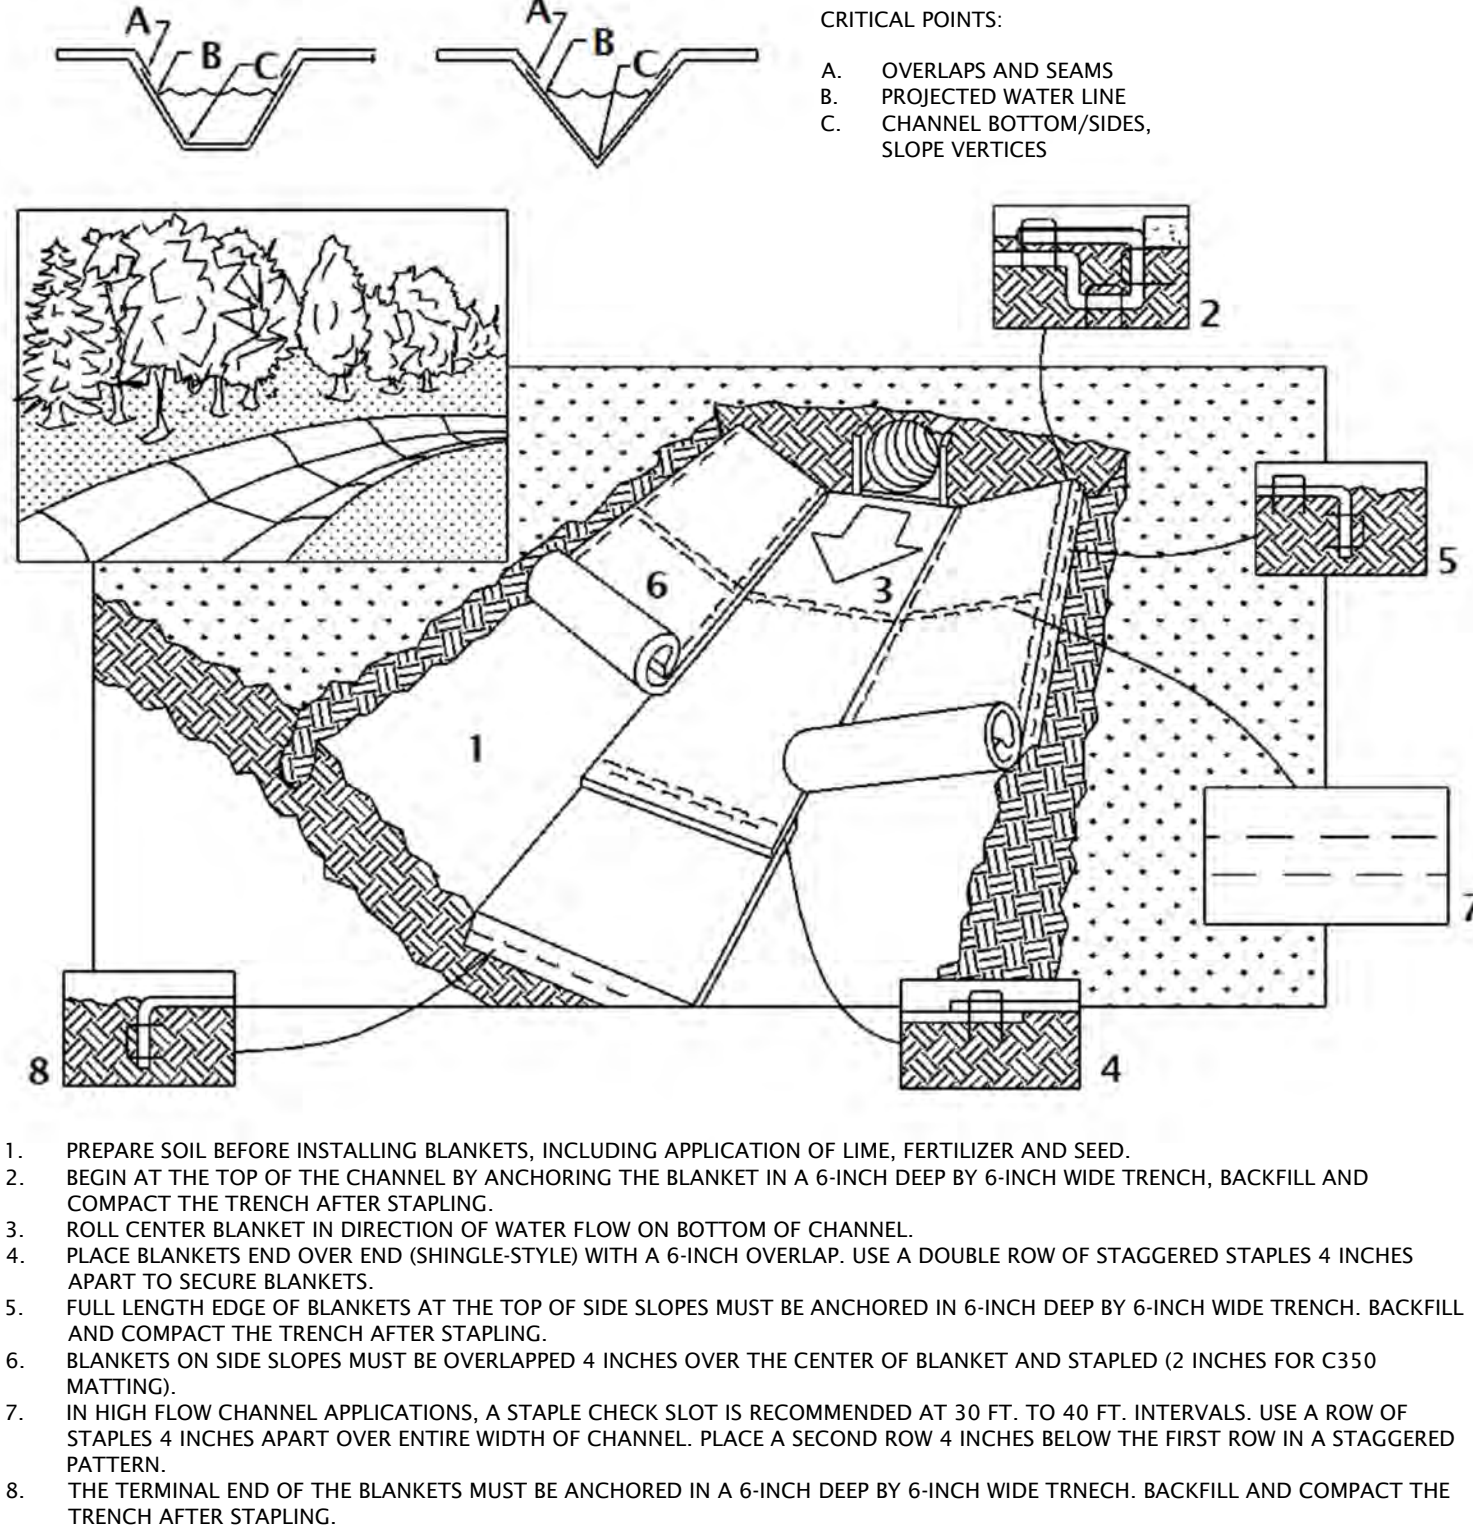 A
B
C
A
B
C
CRITICAL POINTS:
A. OVERLAPS AND SEAMS
B. PROJECTED WATER LINE
C. CHANNEL BOTTOM/SIDES,
SLOPE VERTICES
2
5
6
3
1
7
8
4
1. PREPARE SOIL BEFORE INSTALLING BLANKETS, INCLUDING APPLICATION OF LIME, FERTILIZER AND SEED.
2. BEGIN AT THE TOP OF THE CHANNEL BY ANCHORING THE BLANKET IN A 6-INCH DEEP BY 6-INCH WIDE TRENCH, BACKFILL AND
COMPACT THE TRENCH AFTER STAPLING.
3. ROLL CENTER BLANKET IN DIRECTION OF WATER FLOW ON BOTTOM OF CHANNEL.
4. PLACE BLANKETS END OVER END (SHINGLE-STYLE) WITH A 6-INCH OVERLAP. USE A DOUBLE ROW OF STAGGERED STAPLES 4 INCHES
APART TO SECURE BLANKETS.
5. FULL LENGTH EDGE OF BLANKETS AT THE TOP OF SIDE SLOPES MUST BE ANCHORED IN 6-INCH DEEP BY 6-INCH WIDE TRENCH. BACKFILL
AND COMPACT THE TRENCH AFTER STAPLING.
6. BLANKETS ON SIDE SLOPES MUST BE OVERLAPPED 4 INCHES OVER THE CENTER OF BLANKET AND STAPLED (2 INCHES FOR C350
MATTING).
7. IN HIGH FLOW CHANNEL APPLICATIONS, A STAPLE CHECK SLOT IS RECOMMENDED AT 30 FT. TO 40 FT. INTERVALS. USE A ROW OF
STAPLES 4 INCHES APART OVER ENTIRE WIDTH OF CHANNEL. PLACE A SECOND ROW 4 INCHES BELOW THE FIRST ROW IN A STAGGERED
PATTERN.
8. THE TERMINAL END OF THE BLANKETS MUST BE ANCHORED IN A 6-INCH DEEP BY 6-INCH WIDE TRNECH. BACKFILL AND COMPACT THE
TRENCH AFTER STAPLING.